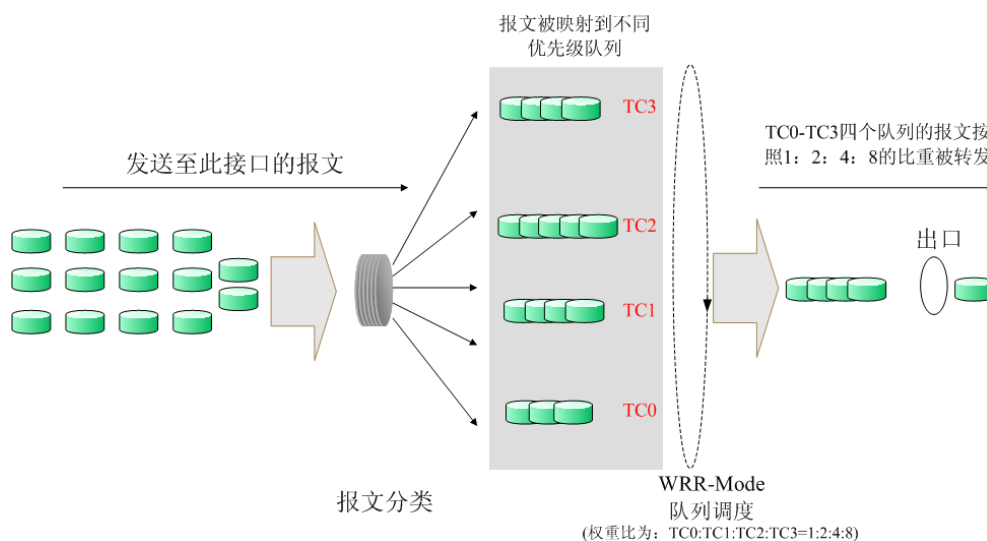 报文被映射到不同
优先级队列
TC3
TC0-TC3四个队列的报文按
照1：2：4：8的比重被转发
发送至此接口的报文
TC2
出口
TC1
TC0
WRR-Mode
队列调度
报文分类
(权重比为：TC0:TC1:TC2:TC3=1:2:4:8)